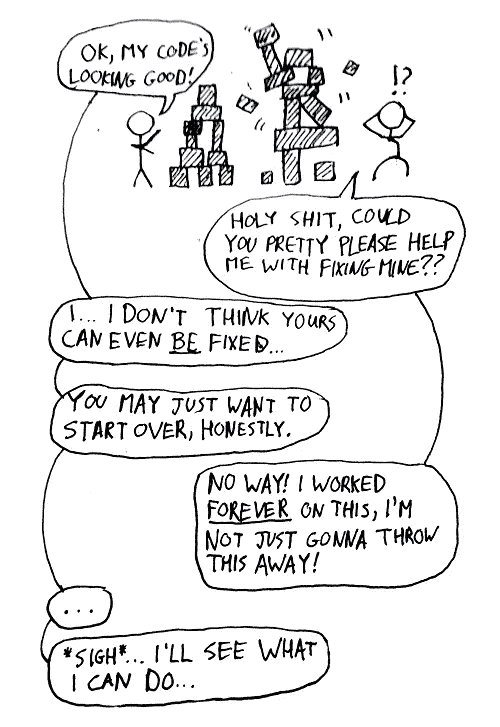 OK, MY CODE'S
LOOKING GOOD!
!?
HOLY SHIT, COULD
YOU PRETTY PLEASE HELP
ME WITH FIXING MINE??
I... I DON'T THINK YOURS
CAN EVEN BE FIXED...
YOU MAY JUST WANT TO
START OVER, HONESTLY.
NO WAY! I WORKED
FOREVER ON THIS, I'M
NOT JUST GONNA THROW
THIS AWAY!
...
*SIGH*... I'LL SEE WHAT
I CAN DO...